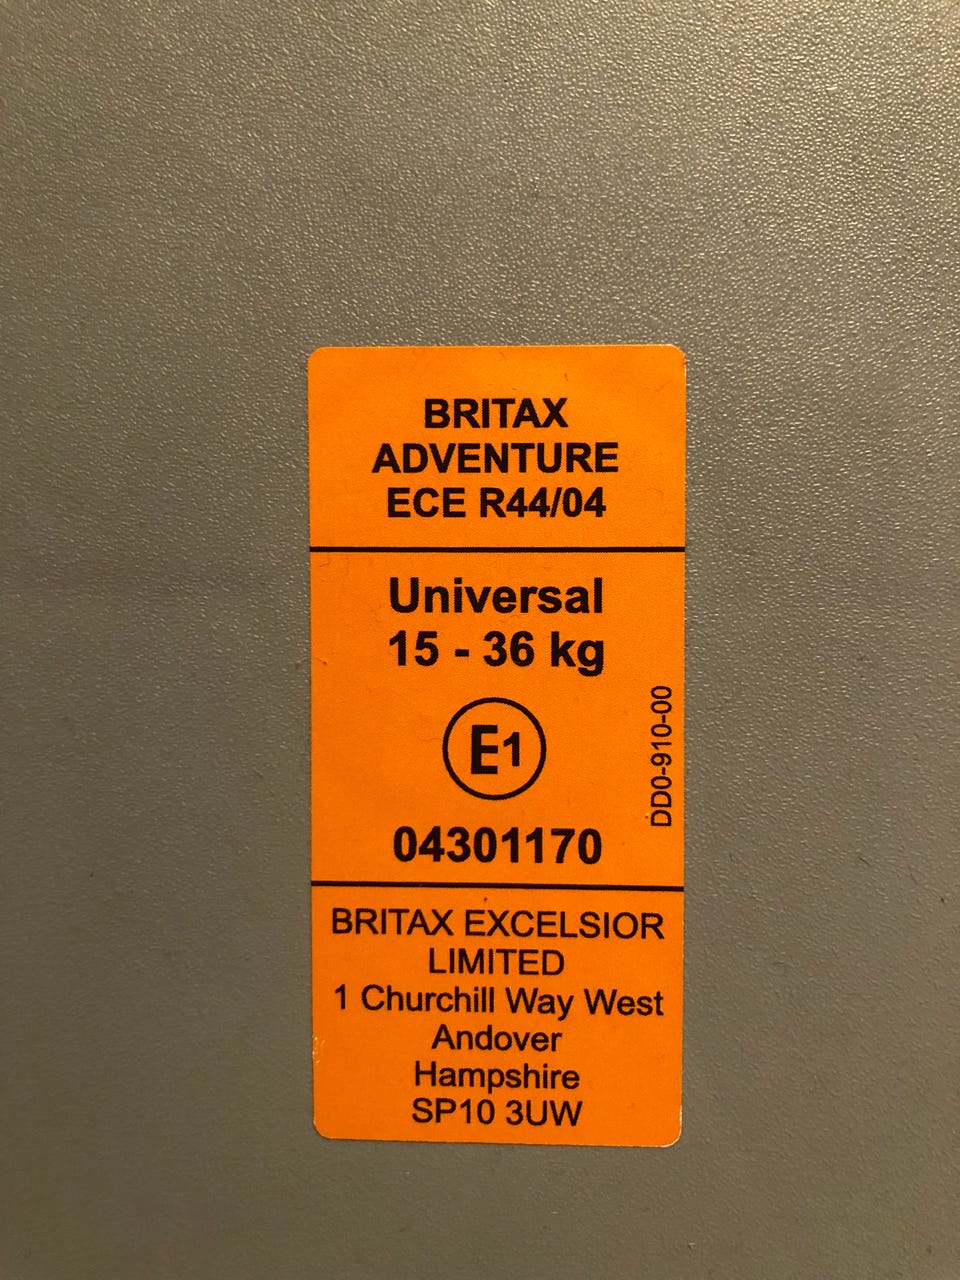 BRITAX
ADVENTURE
ECE R44/04
Universal
15 - 36 kg
E1
04301170
DD0-910-00
BRITAX EXCELSIOR
LIMITED
1 Churchill Way West
Andover
Hampshire
SP10 3UW